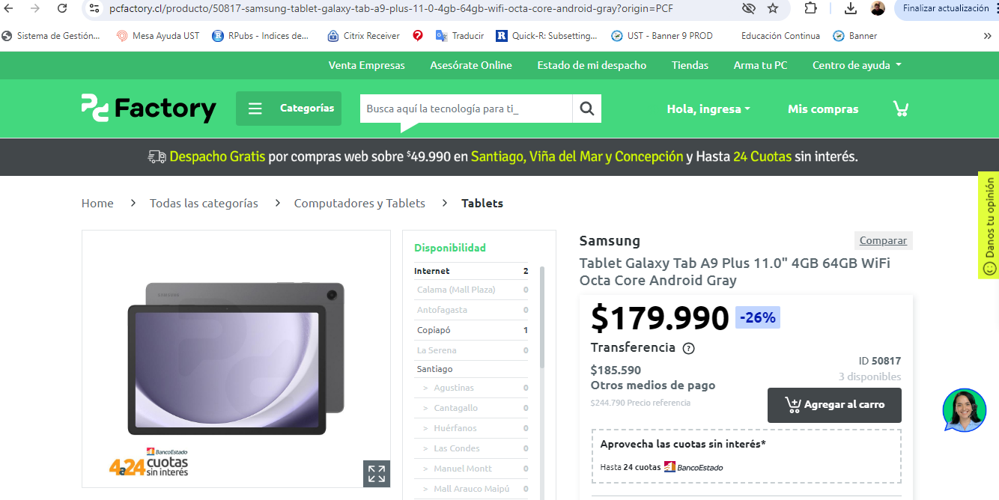 pcfactory.cl/producto/50817-samsung-tablet-galaxy-tab-a9-plus-11-0-4gb-64gb-wifi-octa-core-android-gray?origin=PCF
Finalizar actualización
Sistema de Gestión...
Mesa Ayuda UST
RPubs - Indices de...
Citrix Receiver
Traducir
Quick-R: Subsetting...
UST - Banner 9 PROD
Educación Continua
Banner
»
Venta Empresas
Asesórate Online
Estado de mi despacho
Tiendas
Arma tu PC
Centro de ayuda
Pc Factory
Categorías
Busca aquí la tecnología para ti_
Hola, ingresa
Mis compras
Despacho Gratis por compras web sobre $49.990 en Santiago, Viña del Mar y Concepción y Hasta 24 Cuotas sin interés.
Danos tu opinión
Home > Todas las categorías > Computadores y Tablets > Tablets
SAMSUNG
BancoEstado
4a24 cuotas
sin interés
Disponibilidad
Internet 2
Calama (Mall Plaza) 0
Antofagasta 0
Copiapó 1
La Serena 0
Santiago
> Agustinas 0
> Cantagallo 0
> Huérfanos 0
> Las Condes 0
> Manuel Montt 0
> Mall Arauco Maipú 0
Samsung
Comparar
Tablet Galaxy Tab A9 Plus 11.0" 4GB 64GB WiFi
Octa Core Android Gray
$179.990 -26%
Transferencia ?
$185.590
Otros medios de pago
$244.790 Precio referencia
ID 50817
3 disponibles
Agregar al carro
Aprovecha las cuotas sin interés*
Hasta 24 cuotas BancoEstado